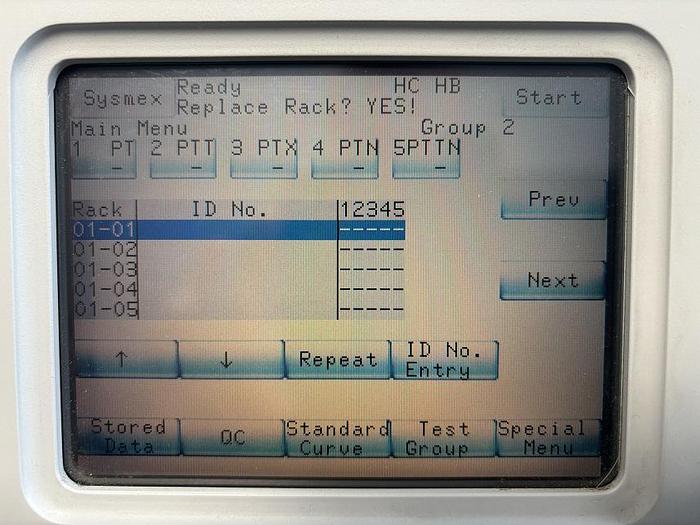 Sysmex Ready HC HB Start
Replace Rack? YES!
Main Menu Group 2
1 PT 2 PTT 3 PTX 4 PTN 5PTTN
- - - - -
Prev
Rack ID No. 12345
01-01 -----
01-02 -----
01-03 -----
01-04 -----
01-05 -----
Next
↑ ↓ Repeat ID No. Entry
Stored Data QC Standard Curve Test Group Special Menu